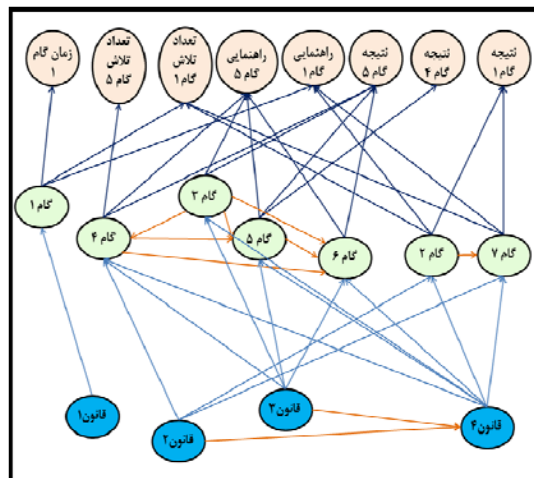 نتیجه
گام ۱
نتیجه
گام ۴
نتیجه
گام ۵
راهنمایی
گام ۱
راهنمایی
گام ۵
تعداد
تلاش
گام ۱
تعداد
تلاش
گام ۵
زمان گام
۱
گام ۱
گام ۴
گام ۳
گام ۵
گام ۶
گام ۲
گام ۷
قانون۱
قانون۲
قانون۳
قانون۴